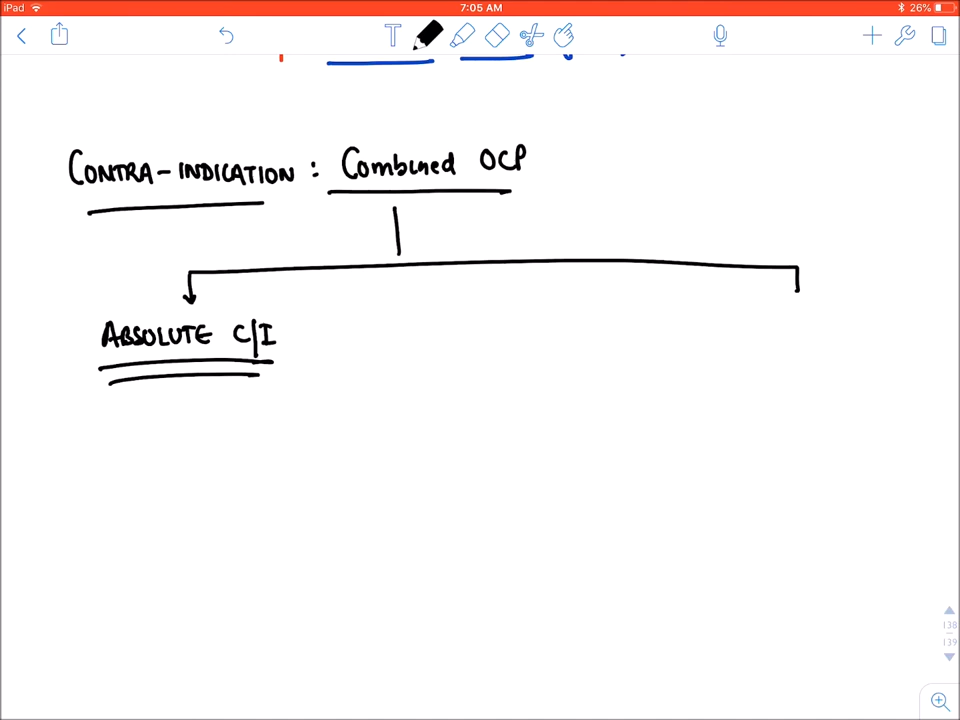 iPad 7:05 AM 26%
T
CONTRA-INDICATION : Combined OCP
ABSOLUTE C/I
138
139